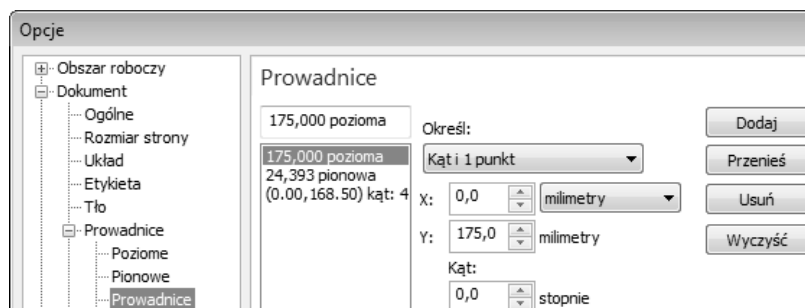 Opcje
Obszar roboczy
Dokument
Ogólne
Rozmiar strony
Układ
Etykieta
Tło
Prowadnice
Poziome
Pionowe
Prowadnice
Prowadnice
175,000 pozioma
175,000 pozioma
24,393 pionowa
(0.00,168.50) kąt: 4
Określ:
Kąt i 1 punkt
X: 0,0 milimetry
Y: 175,0 milimetry
Kąt:
0,0 stopnie
Dodaj
Przenieś
Usuń
Wyczyść